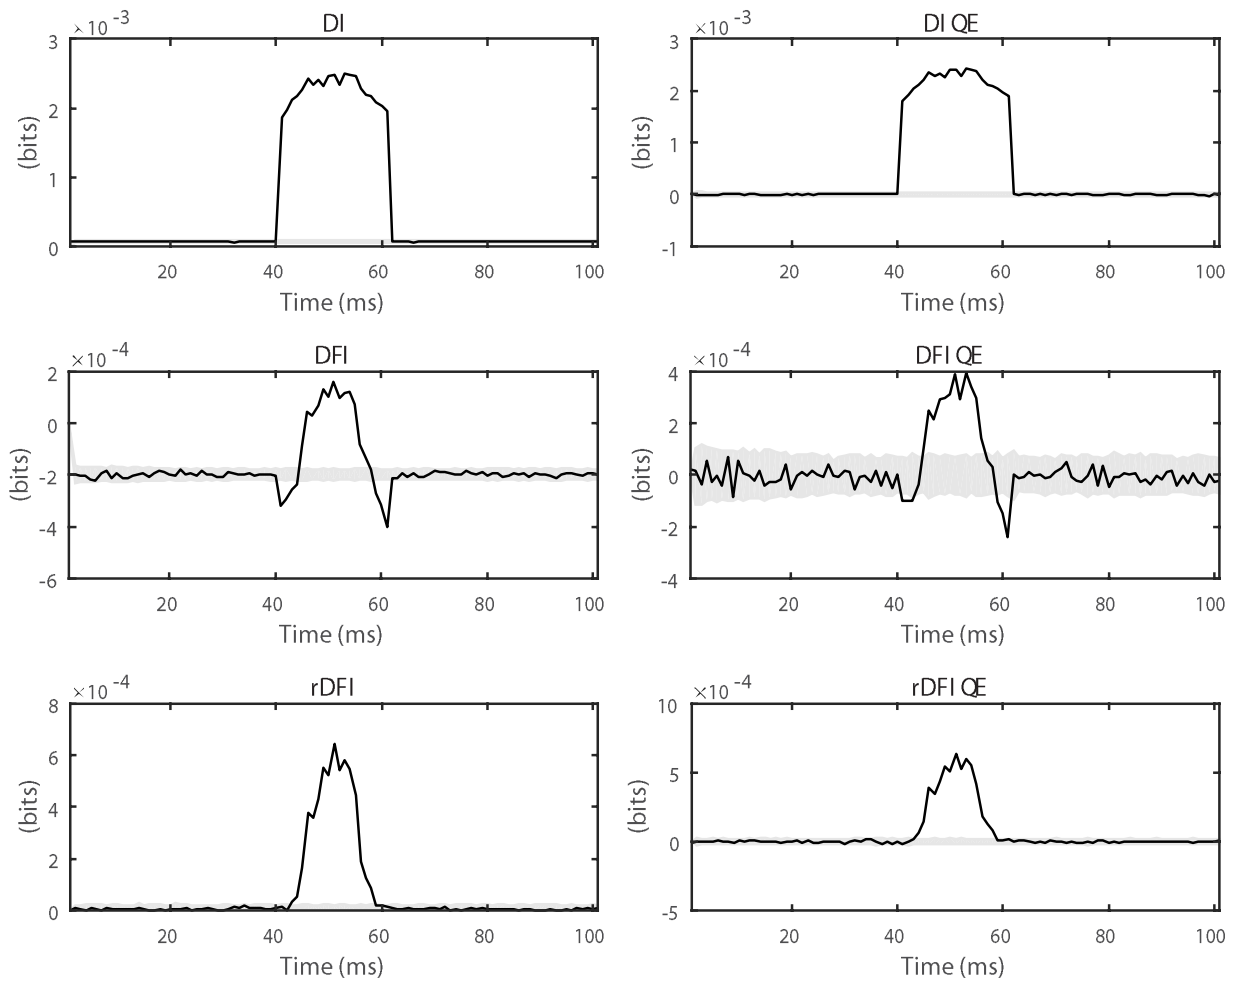 DI
×10 -3
3
2
1
0
(bits)
20 40 60 80 100
Time (ms)
DI QE
×10 -3
3
2
1
0
-1
(bits)
20 40 60 80 100
Time (ms)
DFI
×10 -4
2
0
-2
-4
-6
(bits)
20 40 60 80 100
Time (ms)
DFI QE
×10 -4
4
2
0
-2
-4
(bits)
20 40 60 80 100
Time (ms)
rDFI
×10 -4
8
6
4
2
0
(bits)
20 40 60 80 100
Time (ms)
rDFI QE
×10 -4
10
5
0
-5
(bits)
20 40 60 80 100
Time (ms)